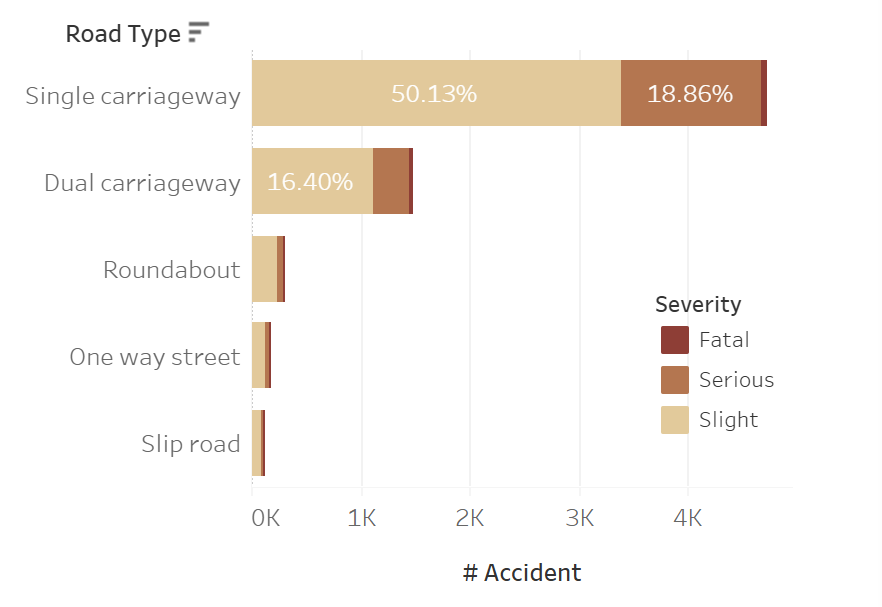 Road Type
Single carriageway
50.13%
18.86%
Dual carriageway
16.40%
Roundabout
One way street
Slip road
Severity
Fatal
Serious
Slight
0K
1K
2K
3K
4K
# Accident